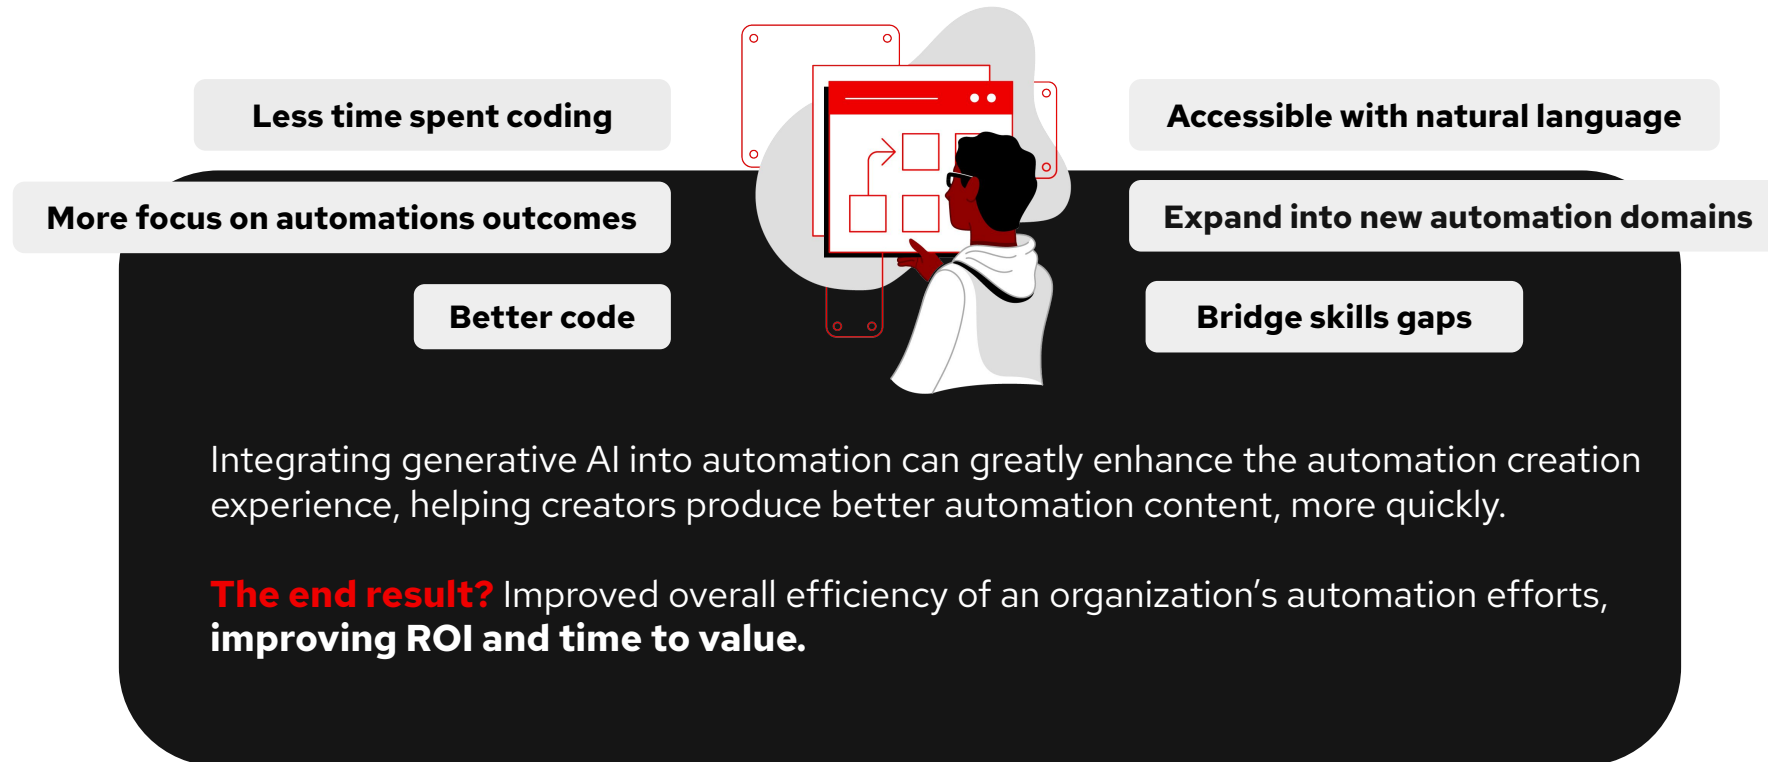 Less time spent coding
More focus on automations outcomes
Better code
Accessible with natural language
Expand into new automation domains
Bridge skills gaps
Integrating generative AI into automation can greatly enhance the automation creation
experience, helping creators produce better automation content, more quickly.
The end result? Improved overall efficiency of an organization’s automation efforts,
improving ROI and time to value.